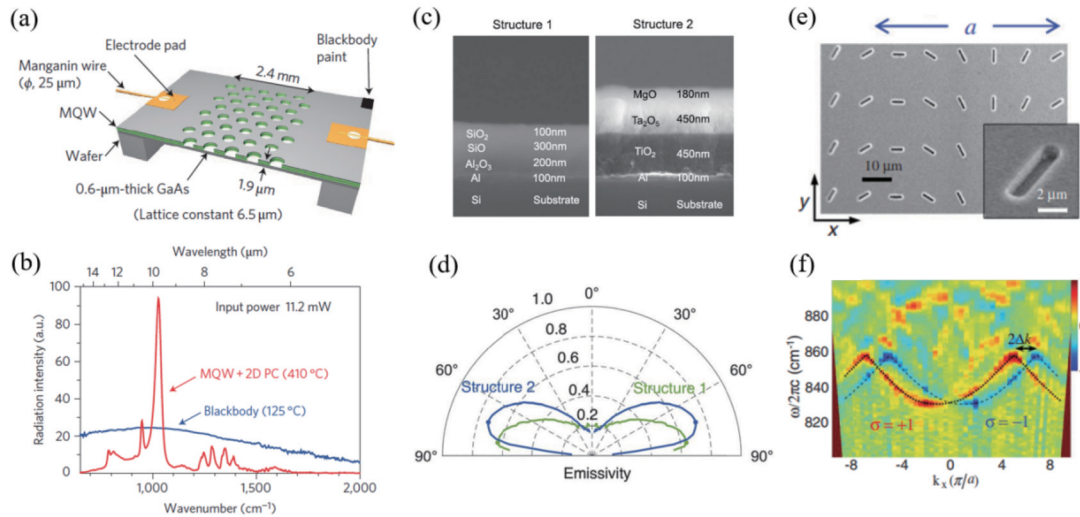 (a)
Electrode pad
Manganin wire
(ϕ, 25 μm)
MQW
Wafer
2.4 mm
Blackbody
paint
1.9 μm
0.6-μm-thick GaAs
(Lattice constant 6.5 μm)
(b)
Wavelength (μm)
14 12 10 8 6
Radiation intensity (a.u.)
100
80
60
40
20
0
Input power 11.2 mW
MQW + 2D PC (410 °C)
Blackbody (125 °C)
1,000 1,500 2,000
Wavenumber (cm⁻¹)
(c)
Structure 1
SiO₂ 100nm
SiO 300nm
Al₂O₃ 200nm
Al 100nm
Si Substrate
Structure 2
MgO 180nm
Ta₂O₅ 450nm
TiO₂ 450nm
Al 100nm
Si Substrate
(d)
0°
30° 30°
60° 60°
90° 90°
1.0
0.8
0.6
0.4
0.2
Structure 2
Structure 1
Emissivity
(e)
a
10 μm
2 μm
y
x
(f)
ω/2πc (cm⁻¹)
880
860
840
820
2Δk
σ = +1
σ = −1
-8 -4 0 4 8
kₓ (π/a)